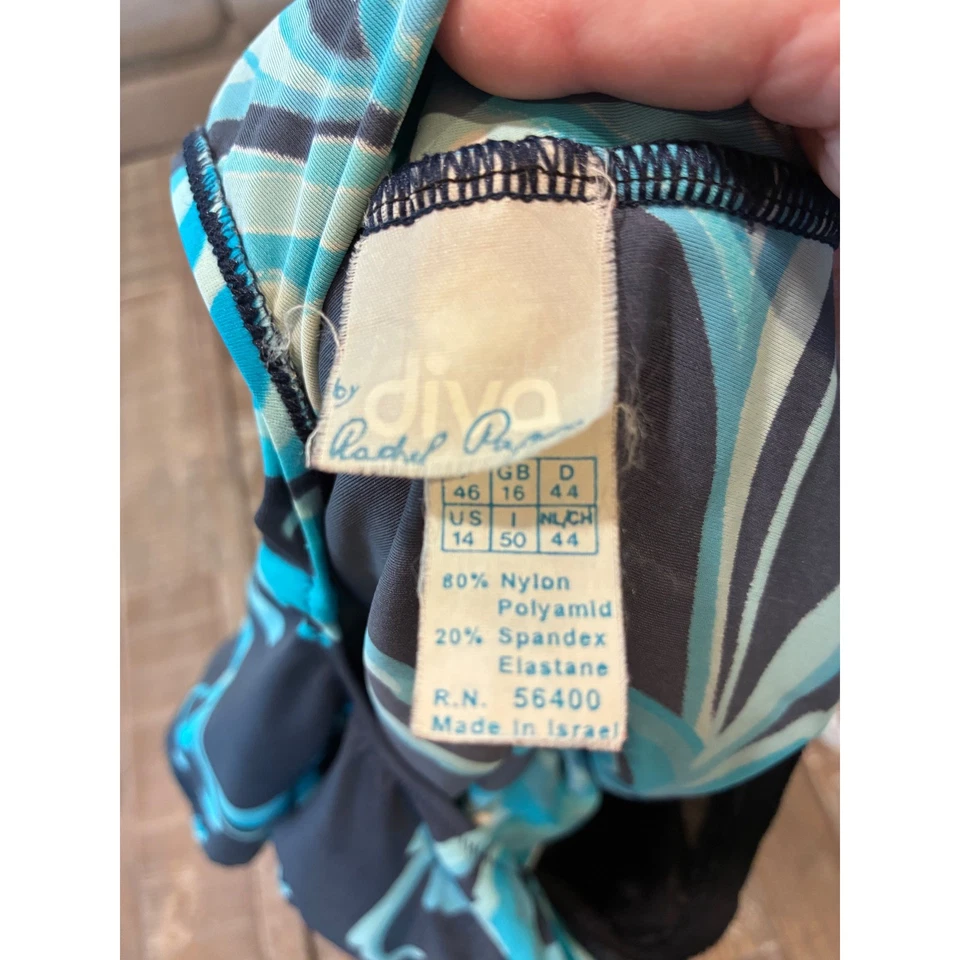 diva
by
Rachel
GB D
46 16 44
US I NL/CH
14 50 44
80% Nylon
Polyamid
20% Spandex
Elastane
R.N. 56400
Made in Israel